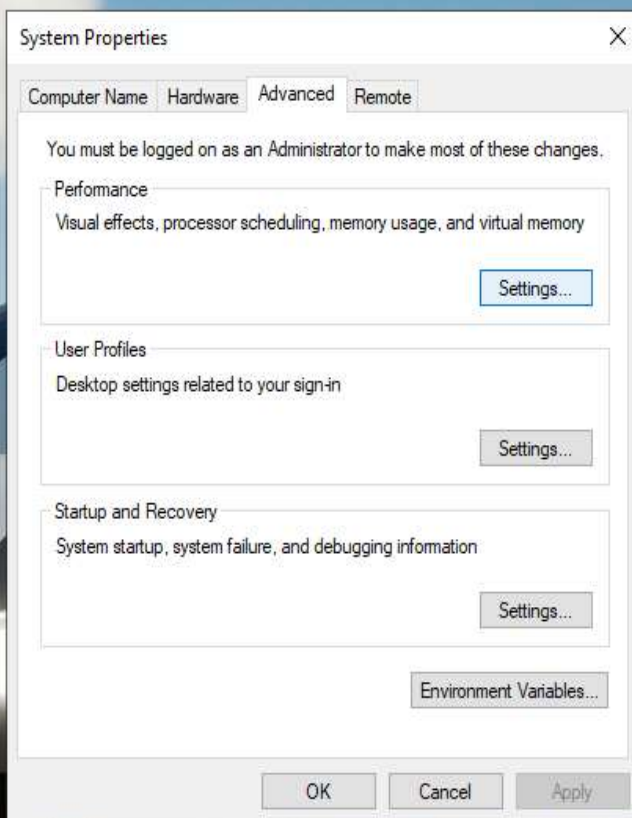 System Properties
Computer Name Hardware Advanced Remote
You must be logged on as an Administrator to make most of these changes.
Performance
Visual effects, processor scheduling, memory usage, and virtual memory
Settings...
User Profiles
Desktop settings related to your sign-in
Settings...
Startup and Recovery
System startup, system failure, and debugging information
Settings...
Environment Variables...
OK Cancel Apply